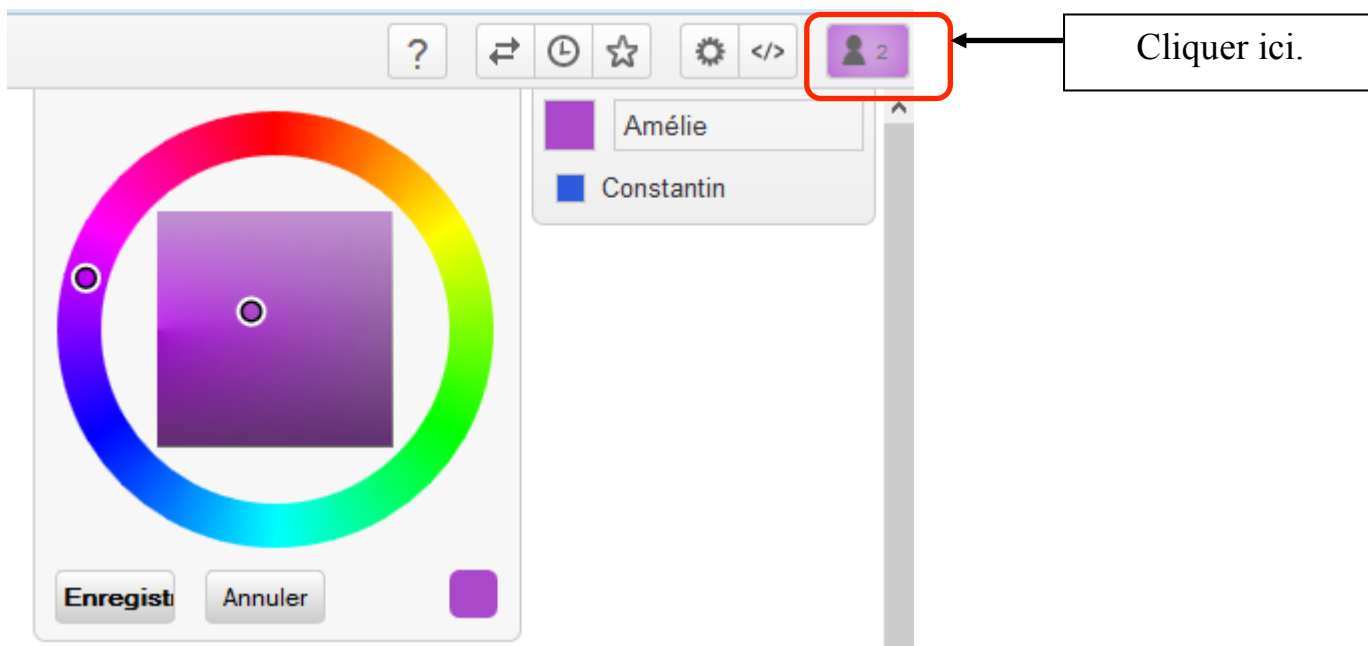 ? </> 2
Cliquer ici.
Amélie
Constantin
Enregistr
Annuler